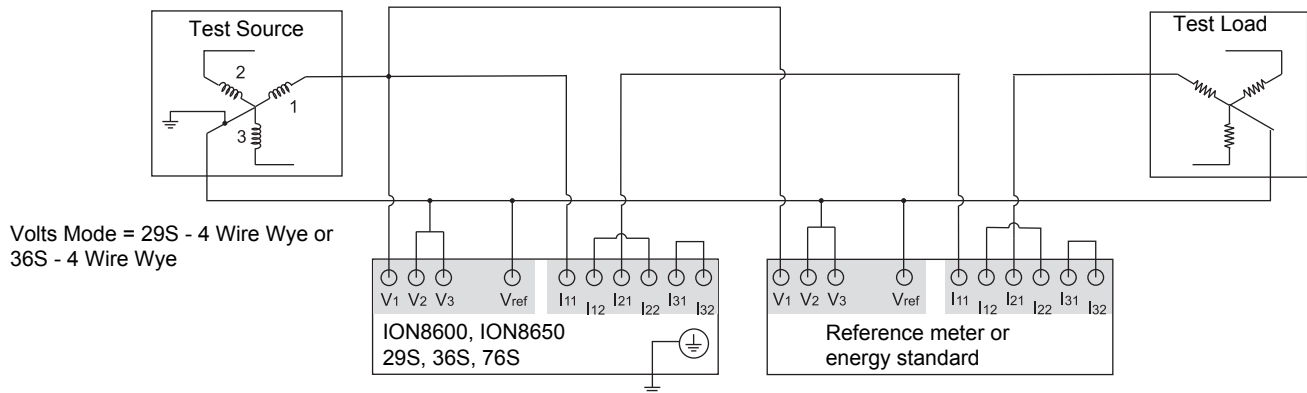 Test Source
Test Load
2
1
3
Volts Mode = 29S - 4 Wire Wye or
36S - 4 Wire Wye
V1 V2 V3 Vref I11 I12 I21 I22 I31 I32
V1 V2 V3 Vref I11 I12 I21 I22 I31 I32
ION8600, ION8650
29S, 36S, 76S
Reference meter or
energy standard